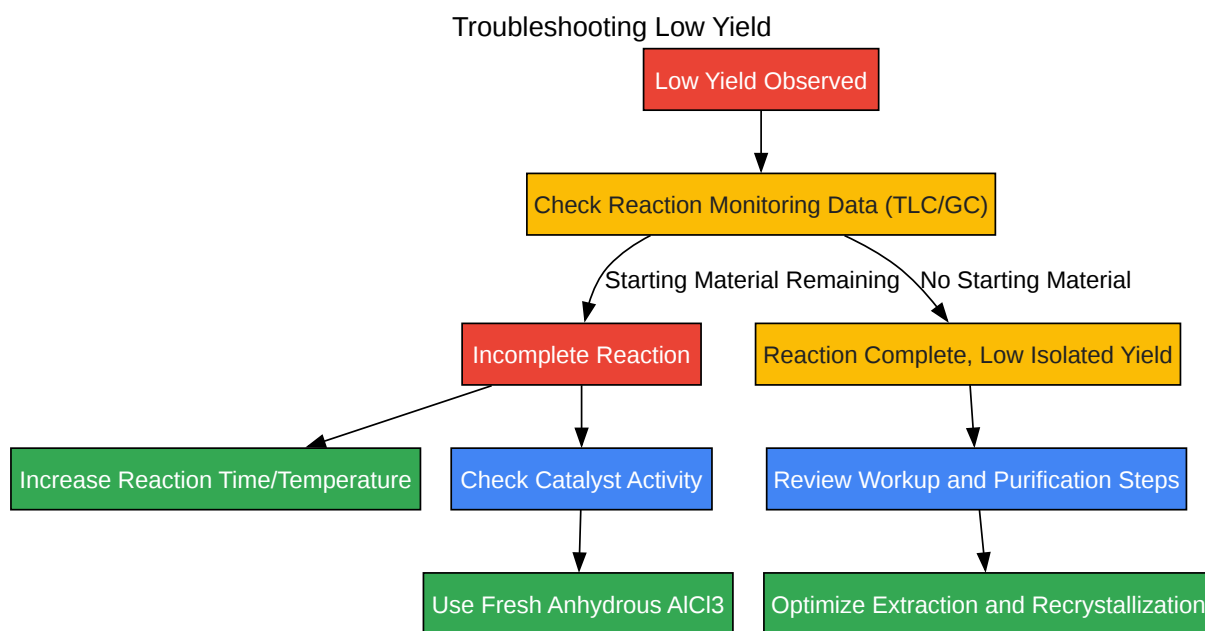 Troubleshooting Low Yield
Low Yield Observed
Check Reaction Monitoring Data (TLC/GC)
Starting Material Remaining
No Starting Material
Incomplete Reaction
Reaction Complete, Low Isolated Yield
Increase Reaction Time/Temperature
Check Catalyst Activity
Review Workup and Purification Steps
Use Fresh Anhydrous AlCl3
Optimize Extraction and Recrystallization